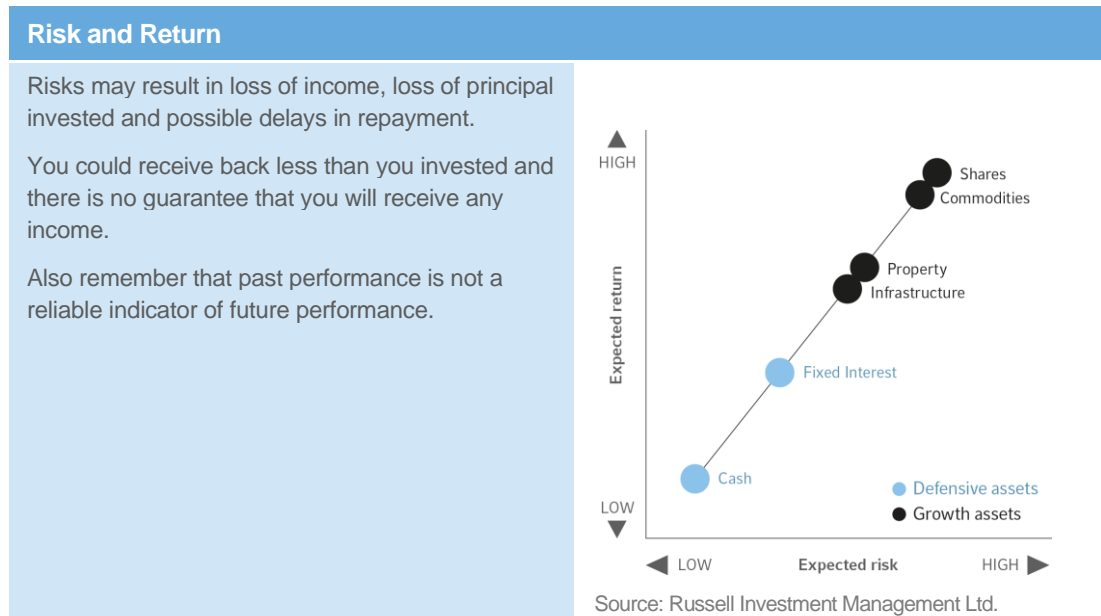 Risk and Return
Risks may result in loss of income, loss of principal
invested and possible delays in repayment.
You could receive back less than you invested and
there is no guarantee that you will receive any
income.
Also remember that past performance is not a
reliable indicator of future performance.
HIGH
Shares
Commodities
Property
Infrastructure
Expected return
Fixed Interest
Cash
LOW
Defensive assets
Growth assets
LOW Expected risk HIGH
Source: Russell Investment Management Ltd.